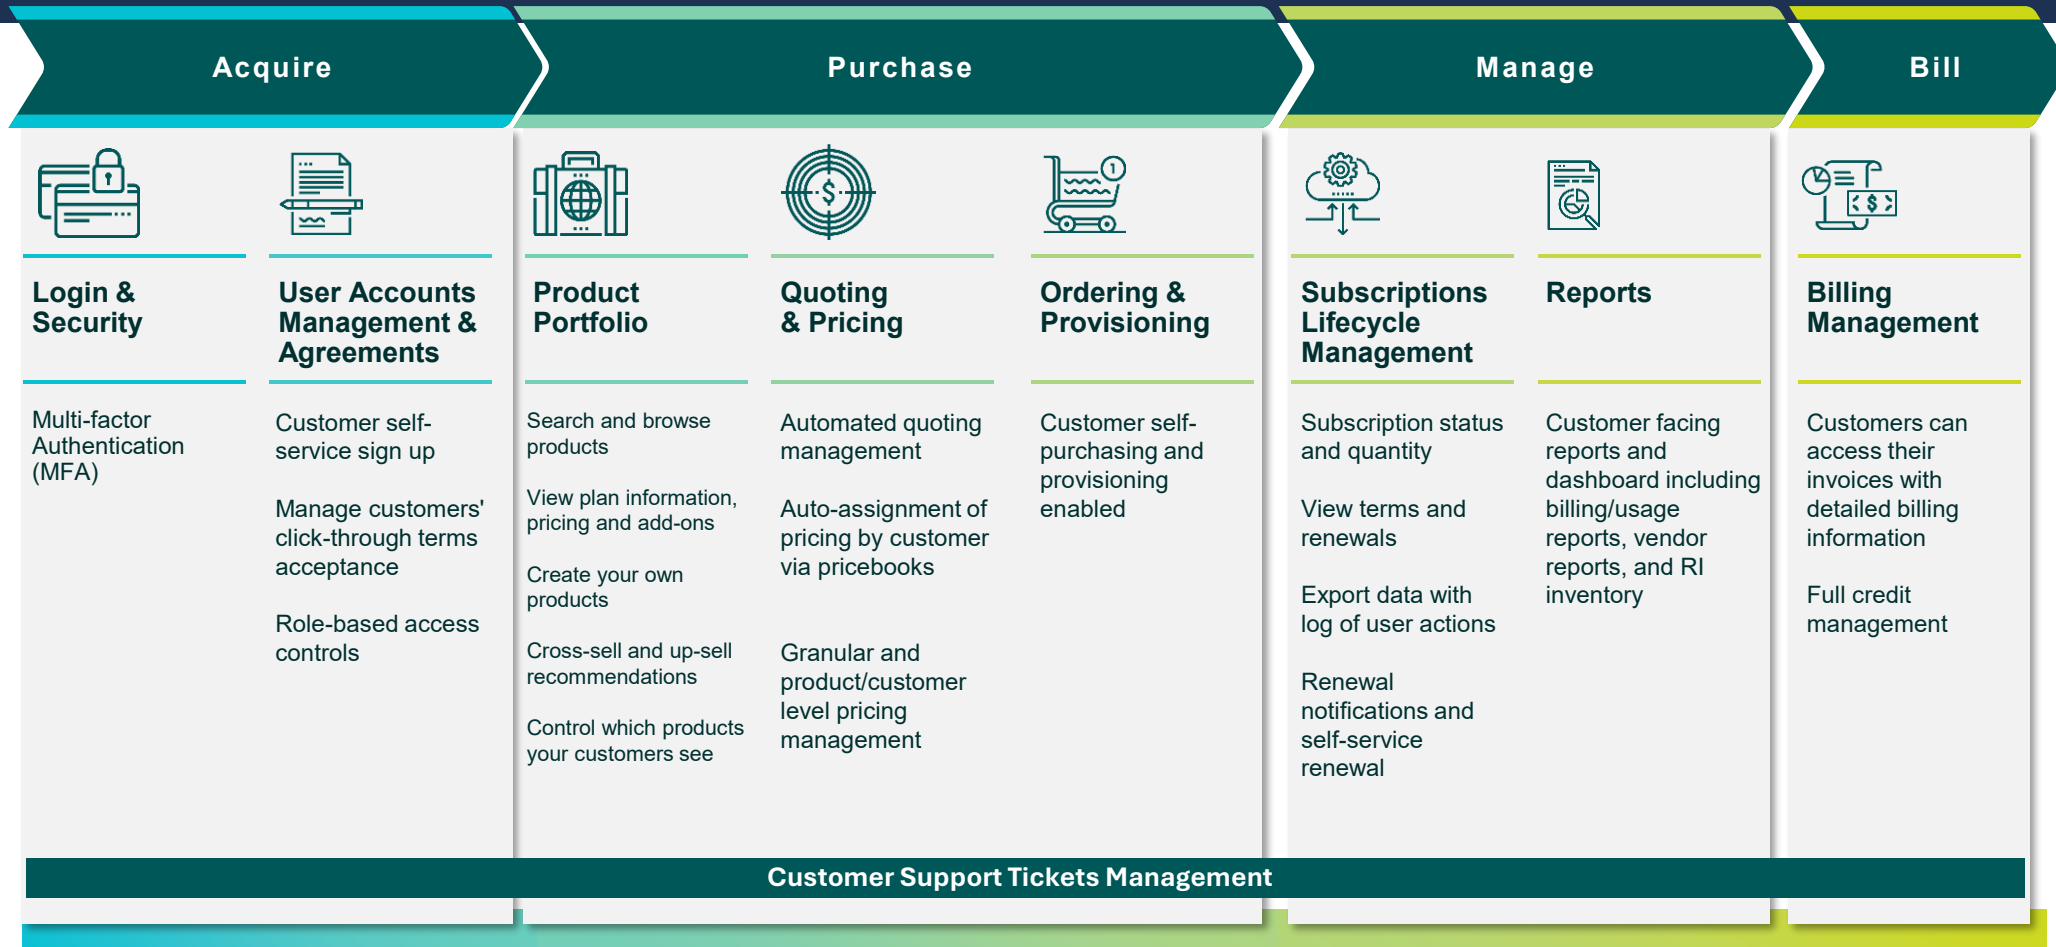 Acquire
Purchase
Manage
Bill
Login &
Security
Multi-factor
Authentication
(MFA)
User Accounts
Management &
Agreements
Customer self-
service sign up
Manage customers'
click-through terms
acceptance
Role-based access
controls
Product
Portfolio
Search and browse
products
View plan information,
pricing and add-ons
Create your own
products
Cross-sell and up-sell
recommendations
Control which products
your customers see
$
Quoting
& Pricing
Automated quoting
management
Auto-assignment of
pricing by customer
via pricebooks
Granular and
product/customer
level pricing
management
1
Ordering &
Provisioning
Customer self-
purchasing and
provisioning
enabled
Subscriptions
Lifecycle
Management
Subscription status
and quantity
View terms and
renewals
Export data with
log of user actions
Renewal
notifications and
self-service
renewal
Reports
Customer facing
reports and
dashboard including
billing/usage
reports, vendor
reports, and RI
inventory
$
Billing
Management
Customers can
access their
invoices with
detailed billing
information
Full credit
management
Customer Support Tickets Management